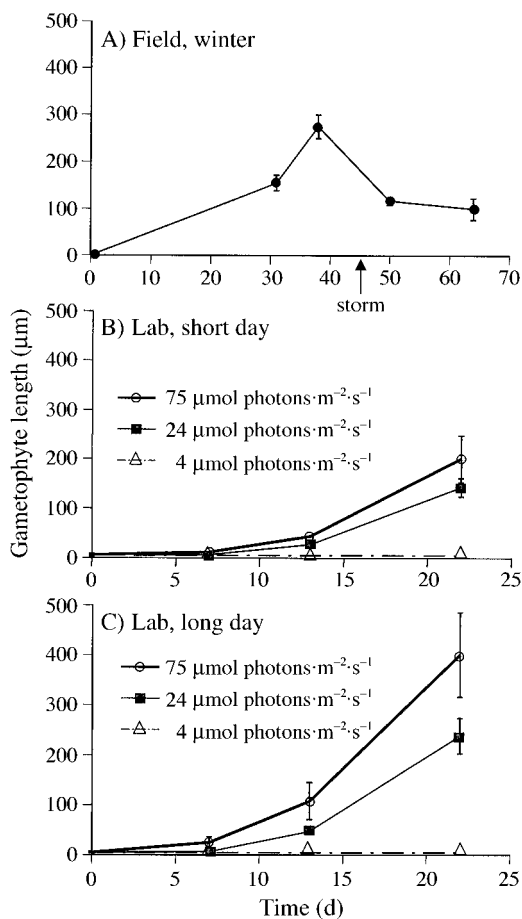 A) Field, winter
500
400
300
200
100
0
0 10 20 30 40 50 60 70
storm
Gametophyte length (μm)
B) Lab, short day
500
400
300
200
100
0
75 μmol photons·m⁻²·s⁻¹
24 μmol photons·m⁻²·s⁻¹
4 μmol photons·m⁻²·s⁻¹
0 5 10 15 20 25
C) Lab, long day
500
400
300
200
100
0
75 μmol photons·m⁻²·s⁻¹
24 μmol photons·m⁻²·s⁻¹
4 μmol photons·m⁻²·s⁻¹
0 5 10 15 20 25
Time (d)